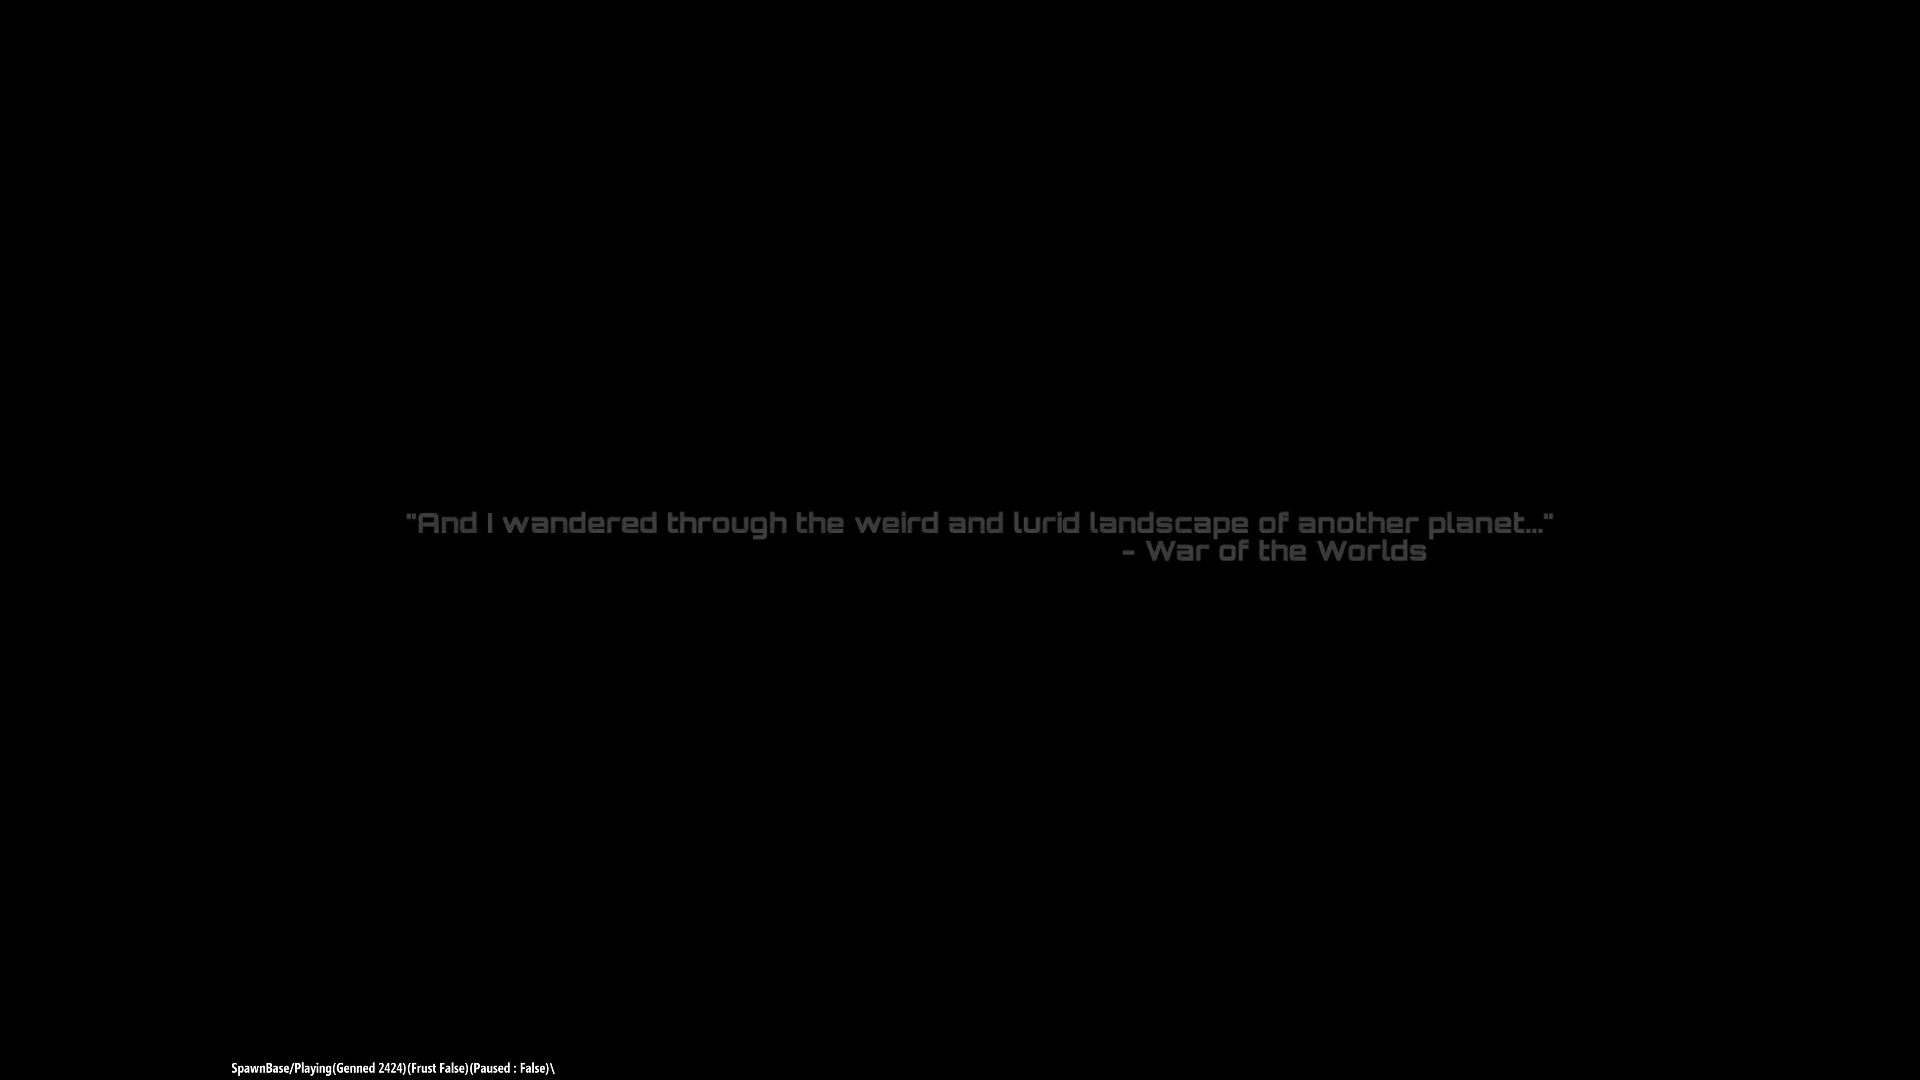 "And I wandered through the weird and lurid landscape of another planet..."
- War of the Worlds
SpawnBase/Playing(Genned 2424)(Frust False)(Paused : False)\